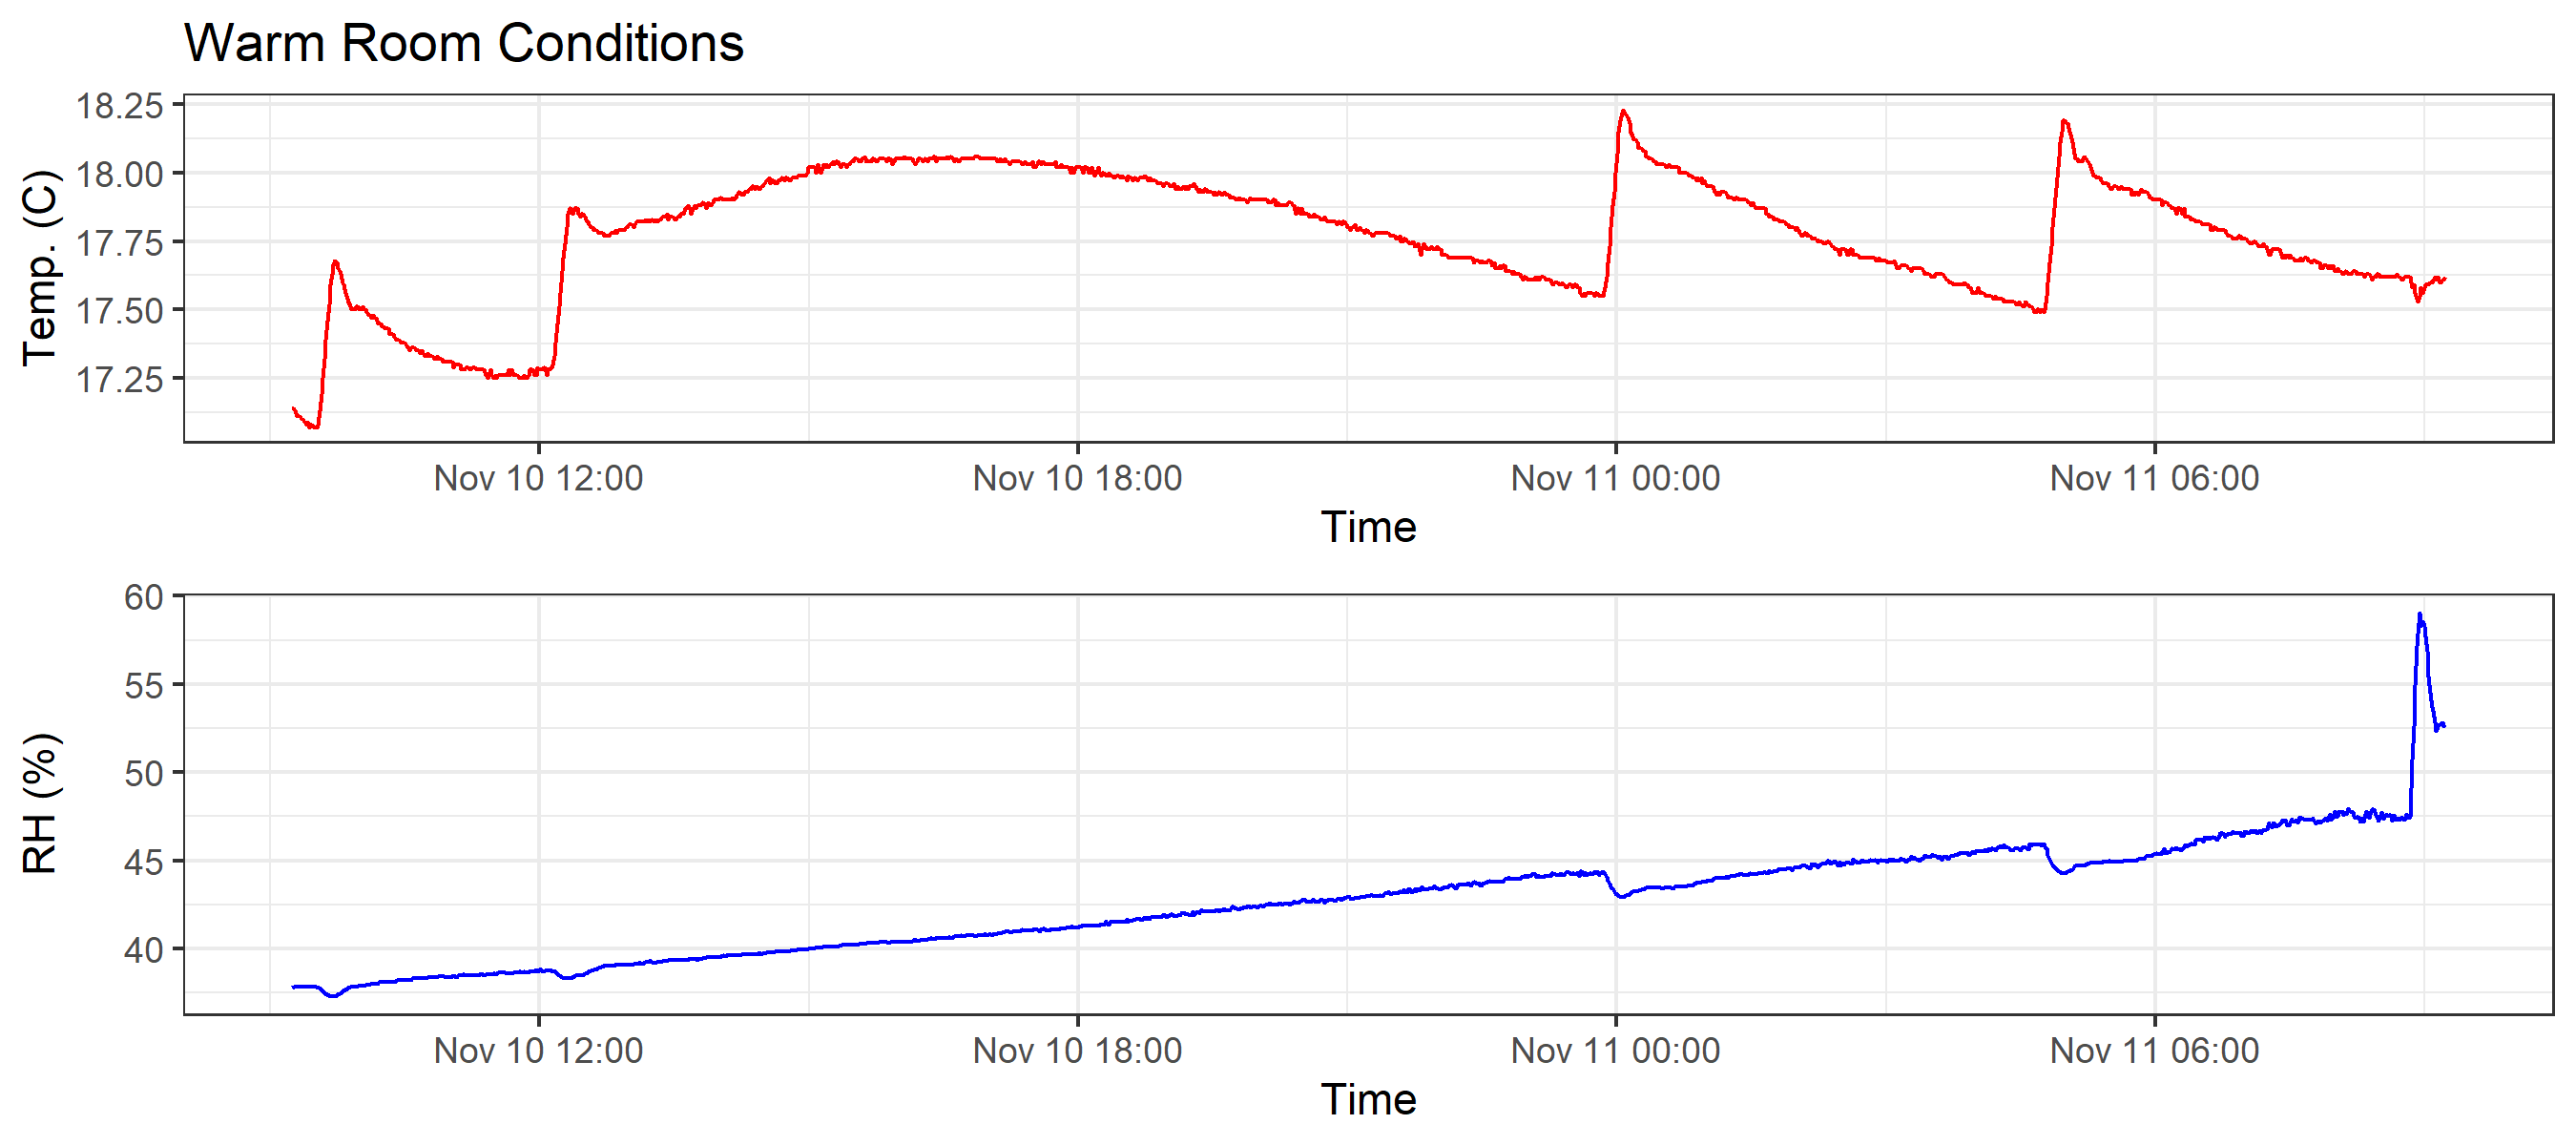 Warm Room Conditions
Temp. (C)
18.25
18.00
17.75
17.50
17.25
Nov 10 12:00 Nov 10 18:00 Nov 11 00:00 Nov 11 06:00
Time
RH (%)
60
55
50
45
40
Nov 10 12:00 Nov 10 18:00 Nov 11 00:00 Nov 11 06:00
Time